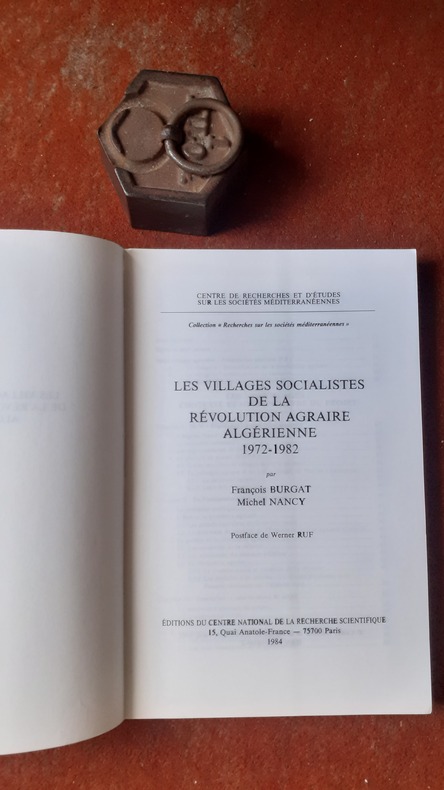 CENTRE DE RECHERCHES ET D'ÉTUDES
SUR LES SOCIÉTÉS MÉDITERRANÉENNES
Collection « Recherches sur les sociétés méditerranéennes »
LES VILLAGES SOCIALISTES
DE LA
RÉVOLUTION AGRAIRE
ALGÉRIENNE
1972-1982
par
François BURGAT
Michel NANCY
Postface de Werner RUF
ÉDITIONS DU CENTRE NATIONAL DE LA RECHERCHE SCIENTIFIQUE
15, Quai Anatole-France — 75700 Paris
1984